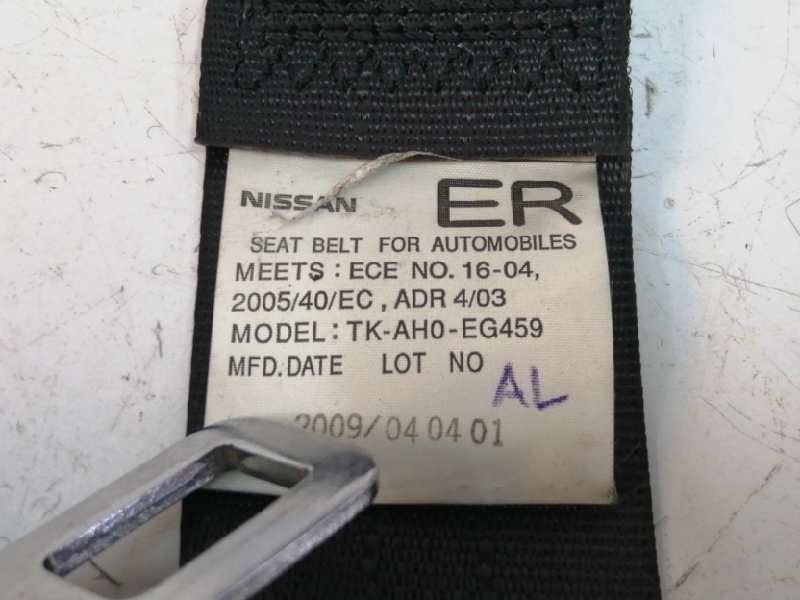 NISSAN ER
SEAT BELT FOR AUTOMOBILES
MEETS : ECE NO. 16-04,
2005/40/EC , ADR 4/03
MODEL: TK-AH0-EG459
MFD.DATE LOT NO
AL
2009/04 04 01